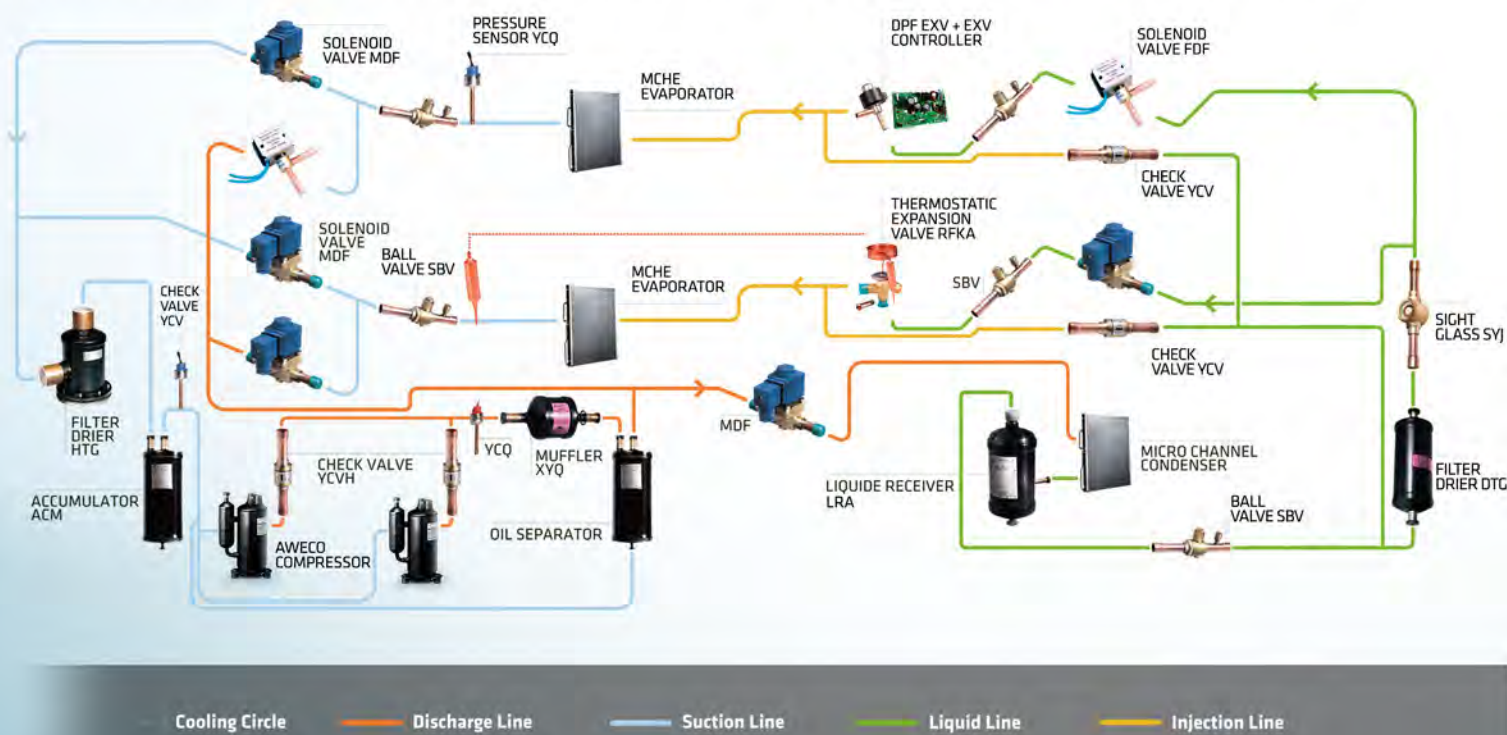 PRESSURE
SENSOR YCQ
SOLENOID
VALVE MDF
DPF EXV + EXV
CONTROLLER
SOLENOID
VALVE FDF
MCHE
EVAPORATOR
CHECK
VALVE YCV
SOLENOID
VALVE
MDF
BALL
VALVE SBV
MCHE
EVAPORATOR
THERMOSTATIC
EXPANSION
VALVE RFKA
SBV
CHECK
VALVE
YCV
SIGHT
GLASS SYJ
CHECK
VALVE YCV
FILTER
DRIER
HTG
MDF
YCQ
MUFFLER
XYQ
CHECK VALVE
YCVH
ACCUMULATOR
ACM
OIL SEPARATOR
AWECO
COMPRESSOR
LIQUIDE RECEIVER
LRA
MICRO CHANNEL
CONDENSER
FILTER
DRIER DTG
BALL
VALVE SBV
Cooling Circle
Discharge Line
Suction Line
Liquid Line
Injection Line